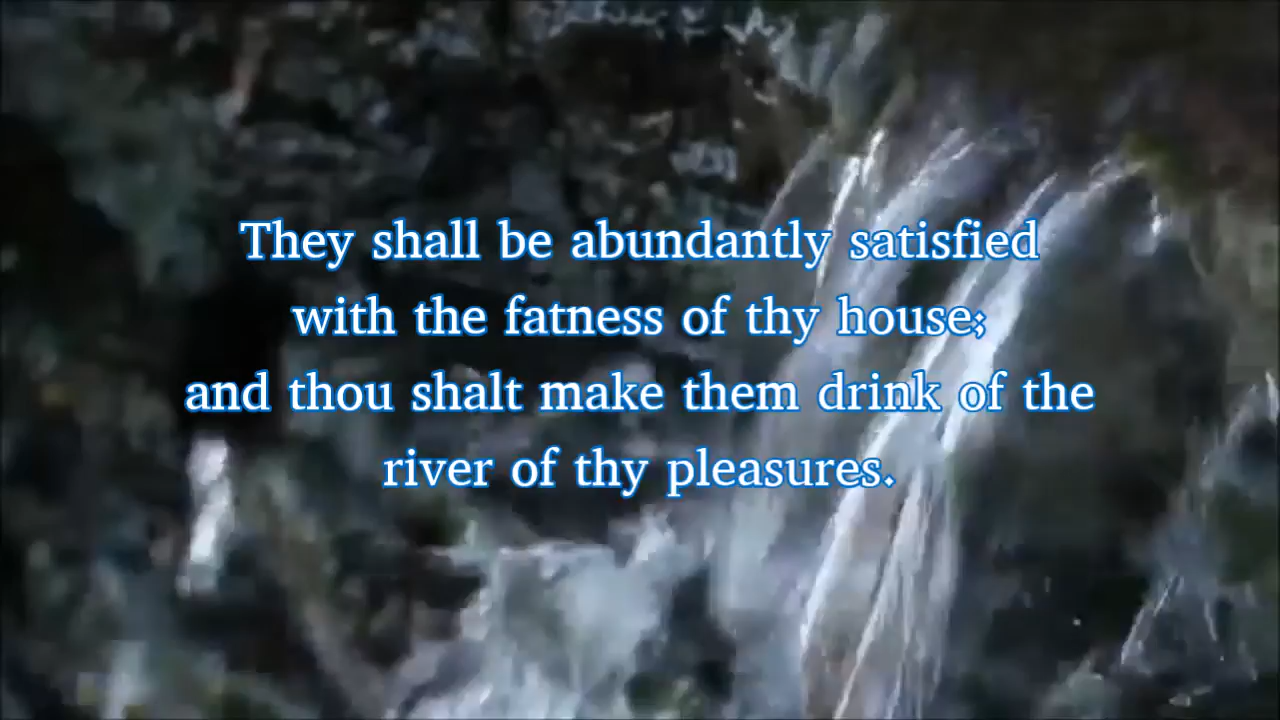 They shall be abundantly satisfied
with the fatness of thy house;
and thou shalt make them drink of the
river of thy pleasures.